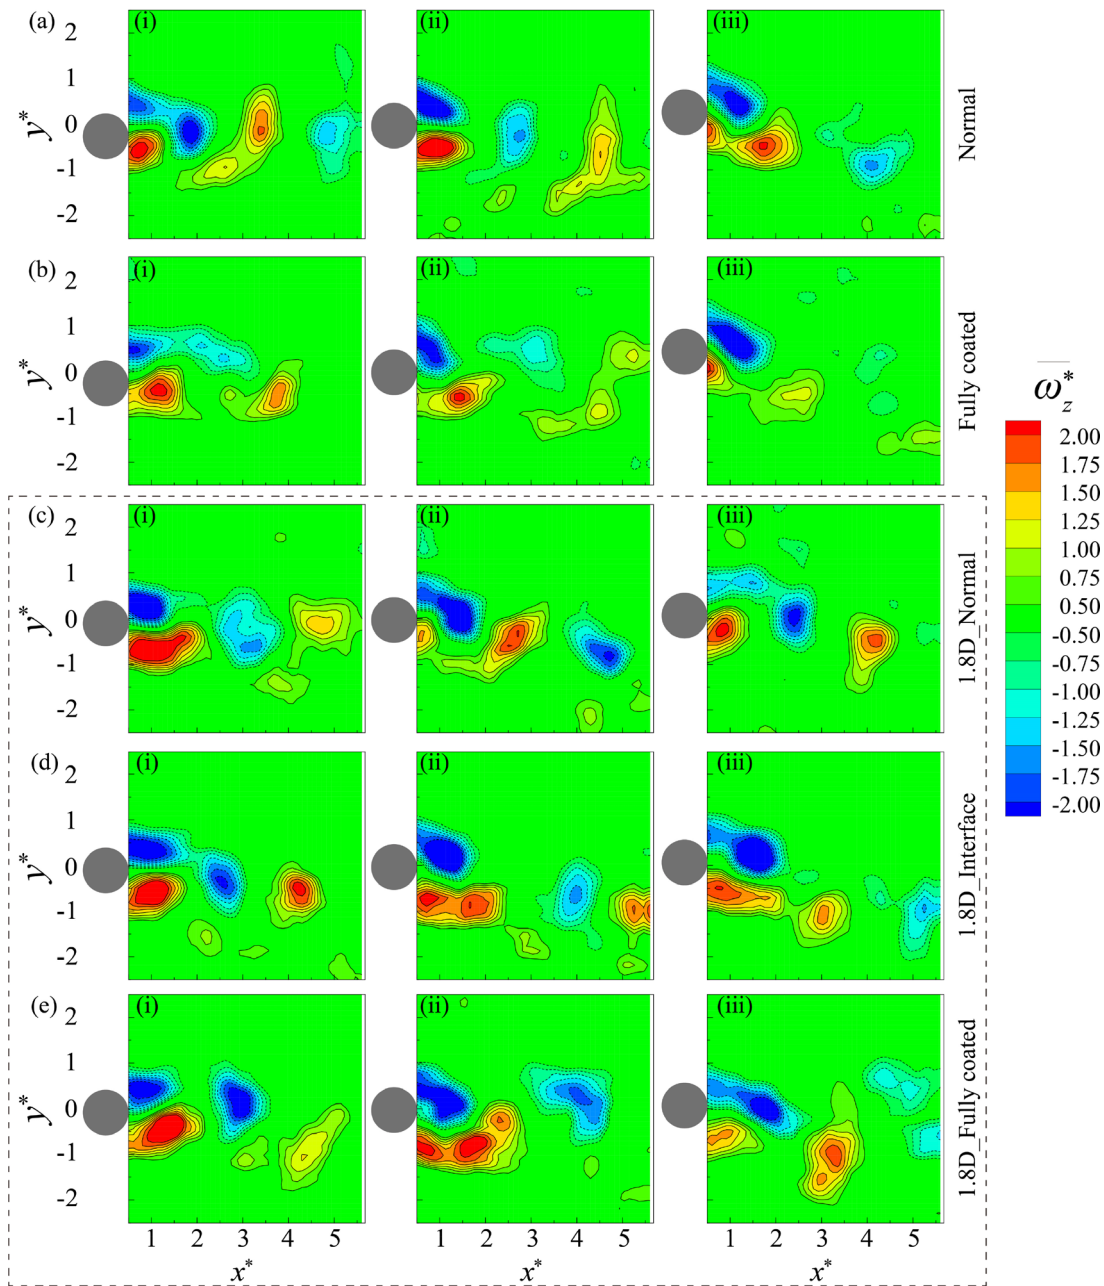 (a) (i) (ii) (iii)
2
1
0
-1
-2
y*
Normal
(b) (i) (ii) (iii)
2
1
0
-1
-2
y*
Fully coated
(c) (i) (ii) (iii)
2
1
0
-1
-2
y*
1.8D_Normal
(d) (i) (ii) (iii)
2
1
0
-1
-2
y*
1.8D_Interface
(e) (i) (ii) (iii)
2
1
0
-1
-2
y*
1.8D_Fully coated
1 2 3 4 5 1 2 3 4 5 1 2 3 4 5
x* x* x*
ω̅z*
2.00
1.75
1.50
1.25
1.00
0.75
0.50
-0.50
-0.75
-1.00
-1.25
-1.50
-1.75
-2.00